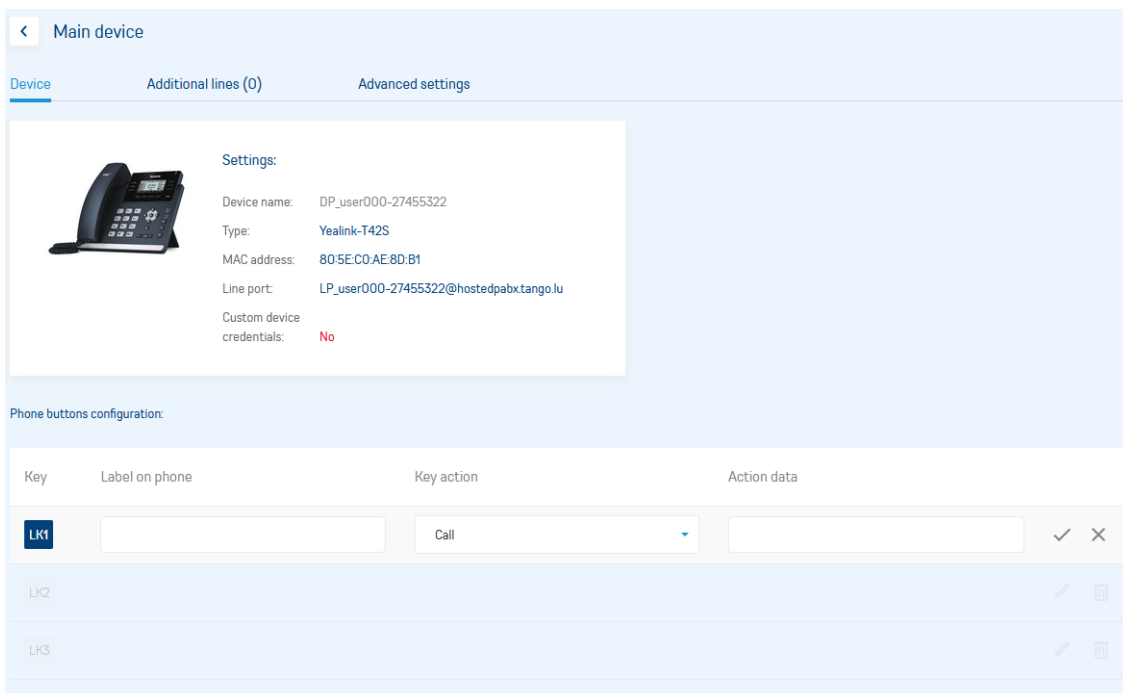 Main device
Device Additional lines (0) Advanced settings
Settings:
Device name: DP_user000-27455322
Type: Yealink-T42S
MAC address: 80:5E:C0:AE:8D:B1
Line port: LP_user000-27455322@hostedpabx.tango.lu
Custom device
credentials: No
Phone buttons configuration:
Key Label on phone Key action Action data
LK1 Call
LK2
LK3